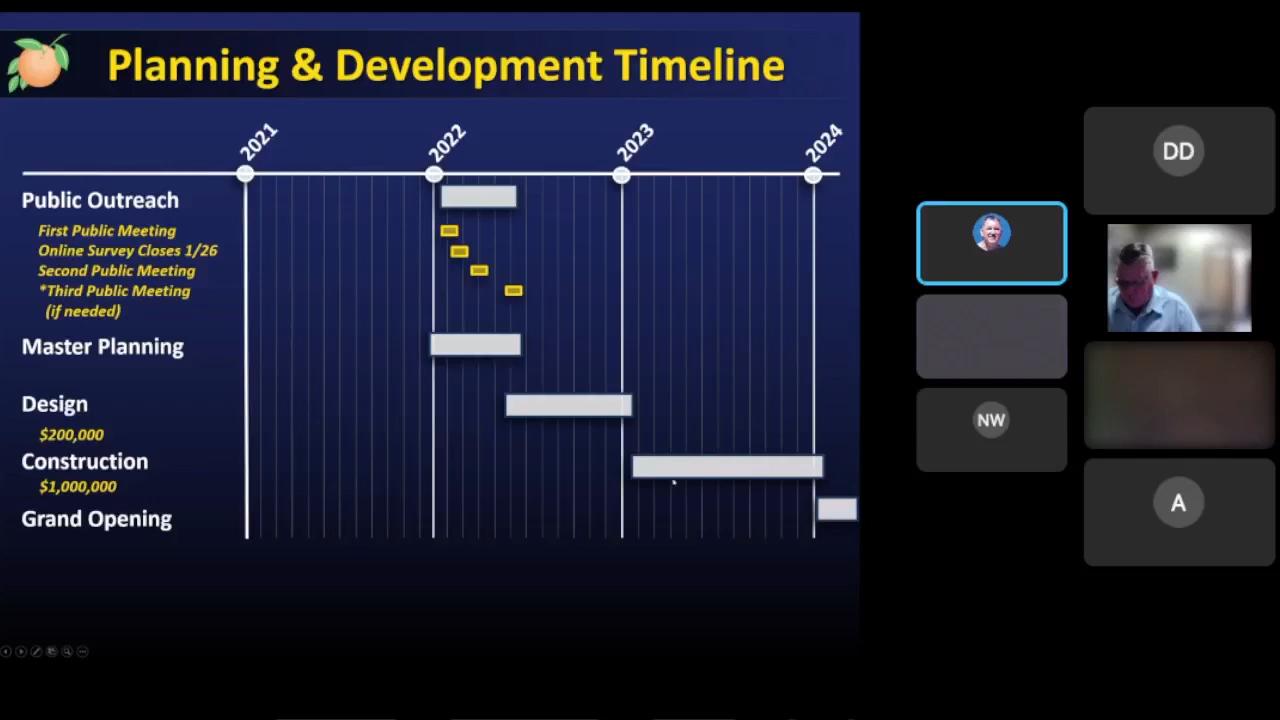 Planning & Development Timeline
2021
2022
2023
2024
Public Outreach
First Public Meeting
Online Survey Closes 1/26
Second Public Meeting
*Third Public Meeting
(if needed)
Master Planning
Design
$200,000
Construction
$1,000,000
Grand Opening
DD
NW
A